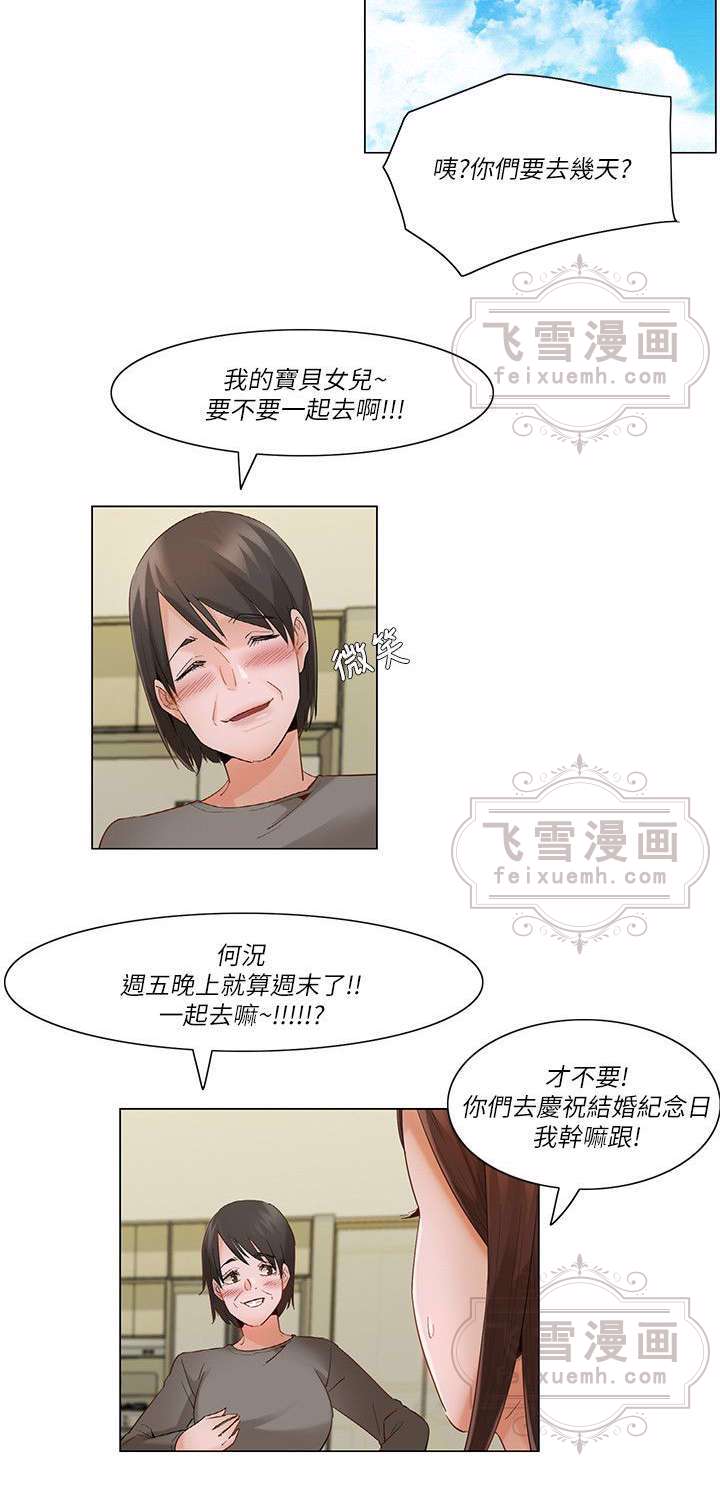 咦?你們要去幾天?
飞雪漫画
feixuemh.com
我的寶貝女兒~
要不要一起去啊!!!
微笑
飞雪漫画
feixuemh.com
何況
週五晚上就算週末了!!
一起去嘛~!!!!!?
才不要!
你們去慶祝結婚紀念日
我幹嘛跟!
飞雪漫画
feixuemh.com